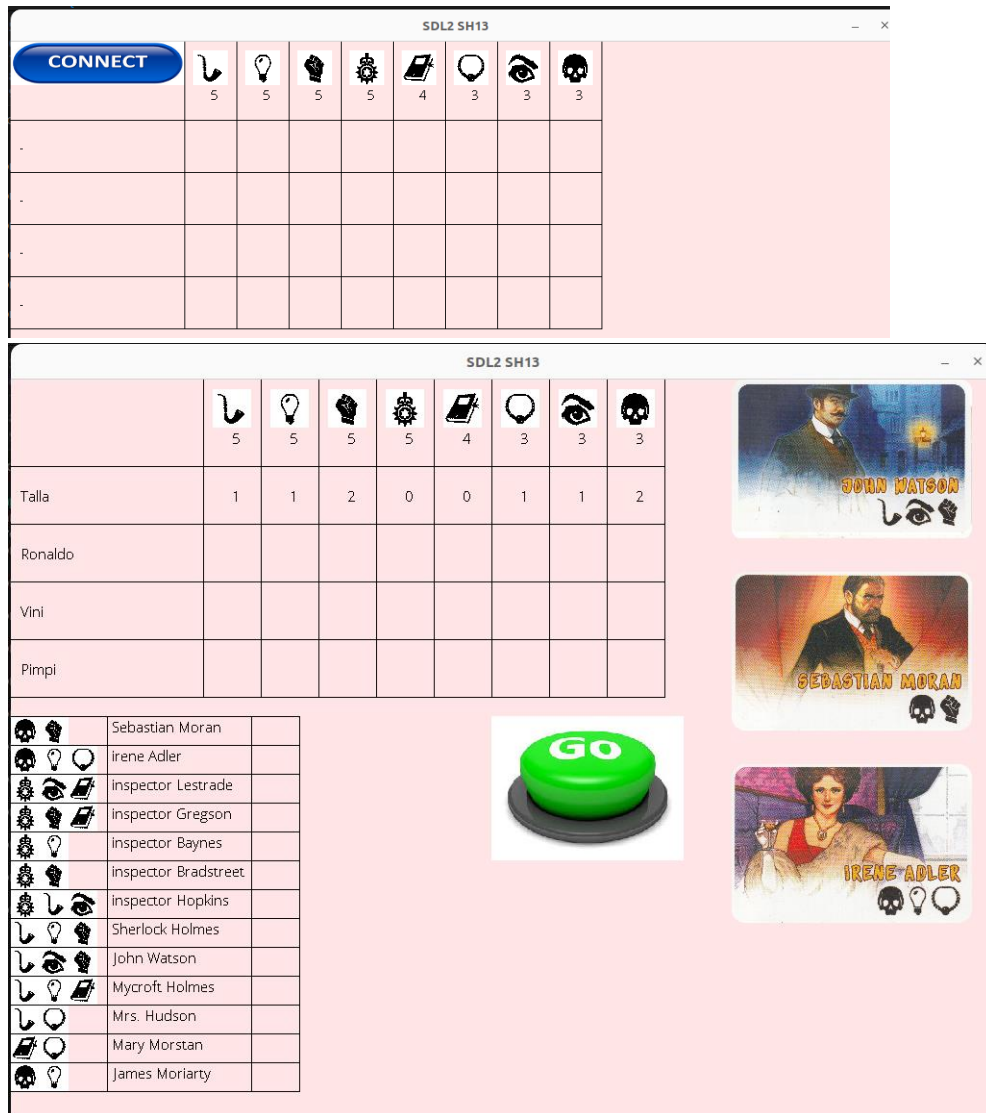 SDL2 SH13
CONNECT
5 5 5 5 4 3 3 3
-
-
-
-
SDL2 SH13
5 5 5 5 4 3 3 3
Talla 1 1 2 0 0 1 1 2
Ronaldo
Vini
Pimpi
JOHN WATSON
SEBASTIAN MORAN
IRENE ADLER
GO
Sebastian Moran
irene Adler
inspector Lestrade
inspector Gregson
inspector Baynes
inspector Bradstreet
inspector Hopkins
Sherlock Holmes
John Watson
Mycroft Holmes
Mrs. Hudson
Mary Morstan
James Moriarty